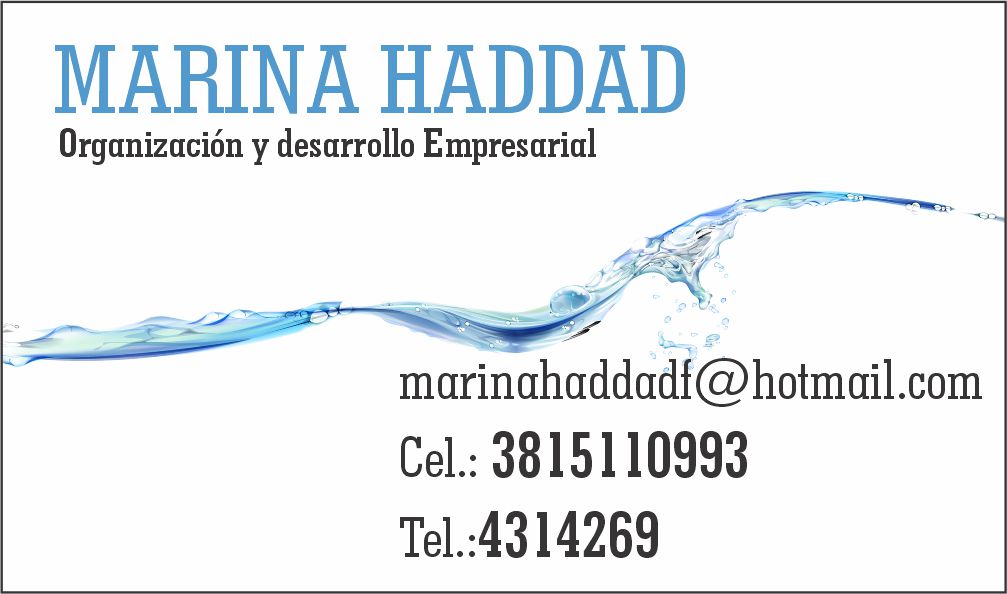 MARINA HADDAD
Organización y desarrollo Empresarial
marinahaddadf@hotmail.com
Cel.: 3815110993
Tel.:4314269